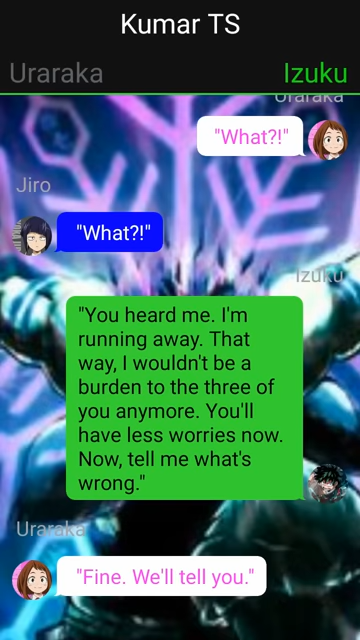 Kumar TS
Uraraka
Izuku
Uraraka
"What?!"
Jiro
"What?!"
Izuku
"You heard me. I'm
running away. That
way, I wouldn't be a
burden to the three of
you anymore. You'll
have less worries now.
Now, tell me what's
wrong."
Uraraka
"Fine. We'll tell you."